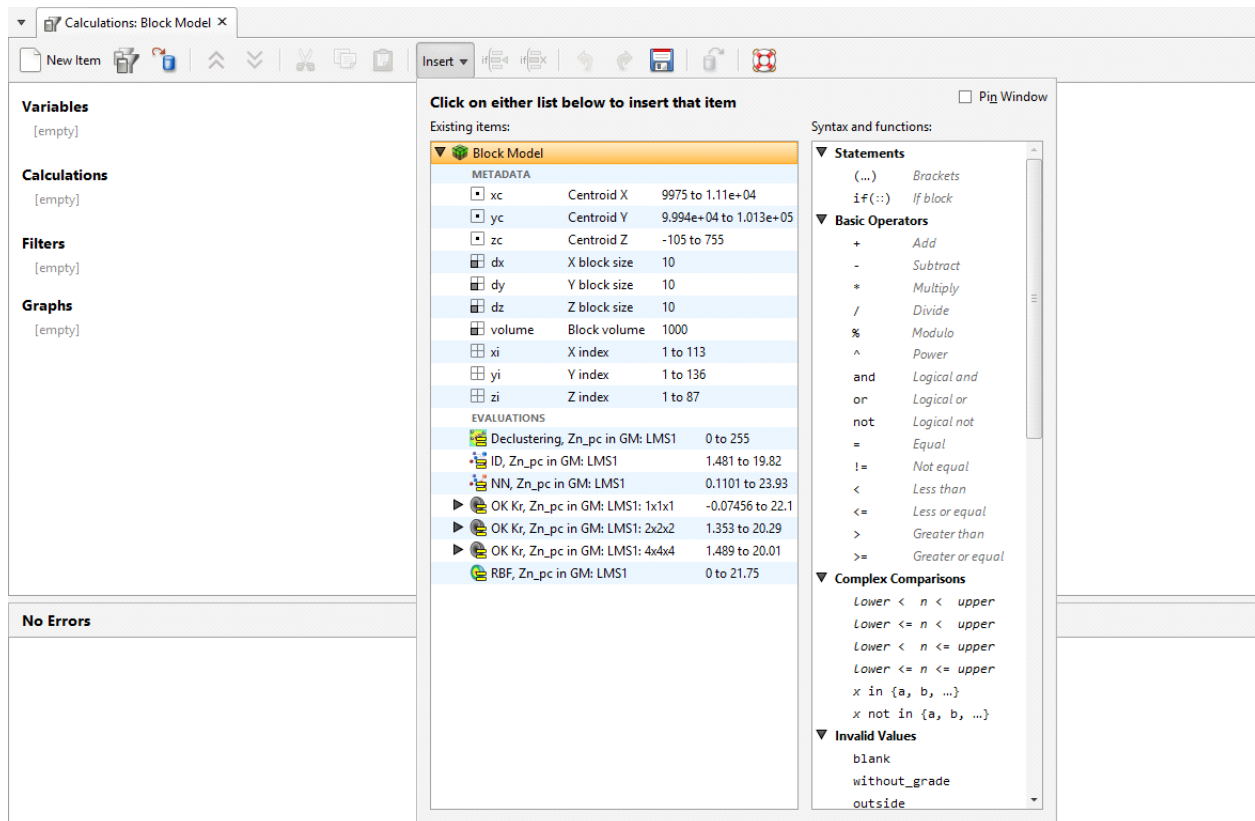 Calculations: Block Model
New Item
Insert
if
if
Variables
[empty]
Calculations
[empty]
Filters
[empty]
Graphs
[empty]
No Errors
Click on either list below to insert that item
Pin Window
Existing items:
Block Model
METADATA
xc Centroid X 9975 to 1.11e+04
yc Centroid Y 9.994e+04 to 1.013e+05
zc Centroid Z -105 to 755
dx X block size 10
dy Y block size 10
dz Z block size 10
volume Block volume 1000
xi X index 1 to 113
yi Y index 1 to 136
zi Z index 1 to 87
EVALUATIONS
Declustering, Zn_pc in GM: LMS1 0 to 255
ID, Zn_pc in GM: LMS1 1.481 to 19.82
NN, Zn_pc in GM: LMS1 0.1101 to 23.93
OK Kr, Zn_pc in GM: LMS1: 1x1x1 -0.07456 to 22.1
OK Kr, Zn_pc in GM: LMS1: 2x2x2 1.353 to 20.29
OK Kr, Zn_pc in GM: LMS1: 4x4x4 1.489 to 20.01
RBF, Zn_pc in GM: LMS1 0 to 21.75
Syntax and functions:
Statements
(...) Brackets
if(::) If block
Basic Operators
+ Add
- Subtract
* Multiply
/ Divide
% Modulo
^ Power
and Logical and
or Logical or
not Logical not
= Equal
!= Not equal
< Less than
<= Less or equal
> Greater than
>= Greater or equal
Complex Comparisons
Lower < n < upper
Lower <= n < upper
Lower < n <= upper
Lower <= n <= upper
x in {a, b, …}
x not in {a, b, …}
Invalid Values
blank
without_grade
outside